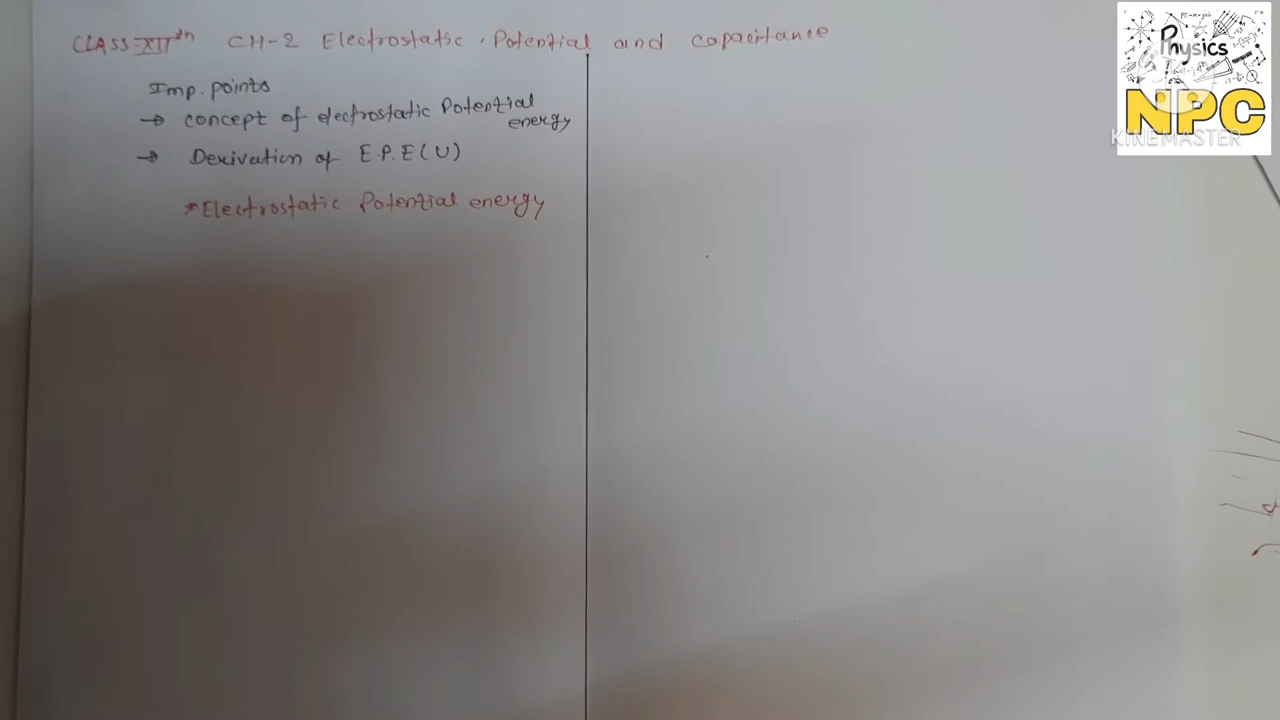 CLASS-XIIth CH-2 Electrostatic Potential and capacitance
Imp. points
→ concept of electrostatic Potential energy
→ Derivation of E.P.E(U)
*Electrostatic Potential energy
Physics
NPC
KINEMASTER